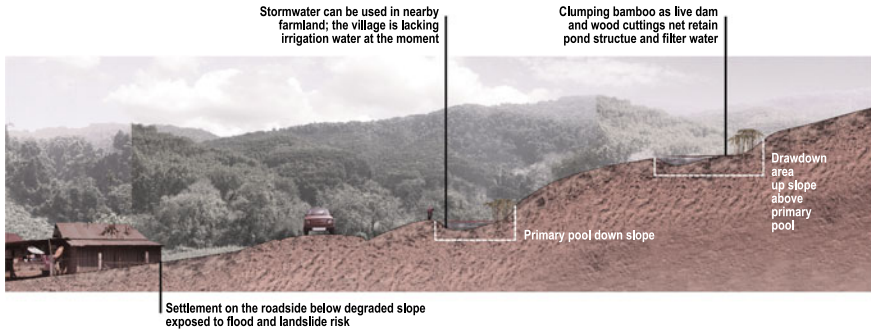 Stormwater can be used in nearby
farmland; the village is lacking
irrigation water at the moment
Clumping bamboo as live dam
and wood cuttings net retain
pond structue and filter water
Drawdown
area
up slope
above
primary
pool
Primary pool down slope
Settlement on the roadside below degraded slope
exposed to flood and landslide risk